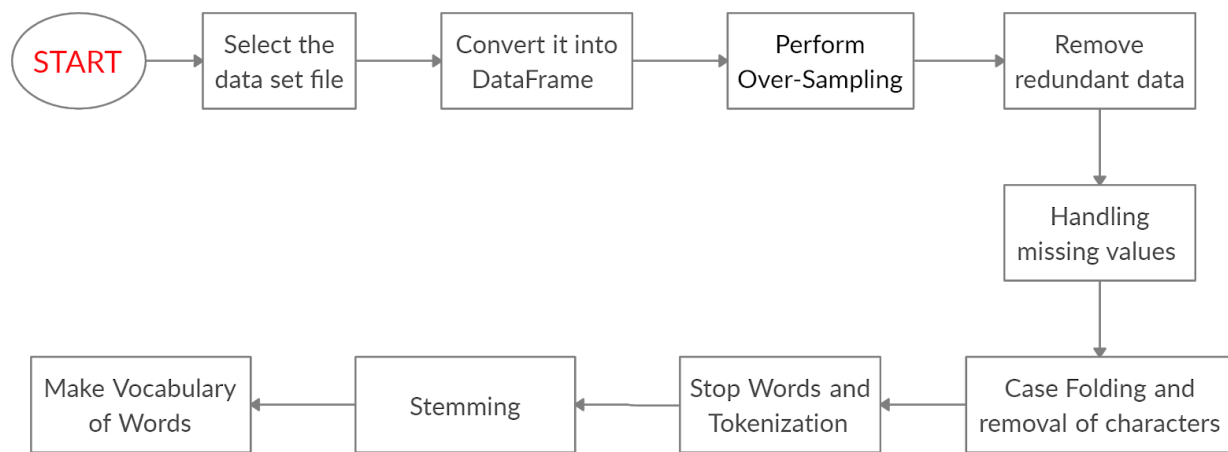 START
Select the
data set file
Convert it into
DataFrame
Perform
Over-Sampling
Remove
redundant data
Handling
missing values
Case Folding and
removal of characters
Stop Words and
Tokenization
Stemming
Make Vocabulary
of Words